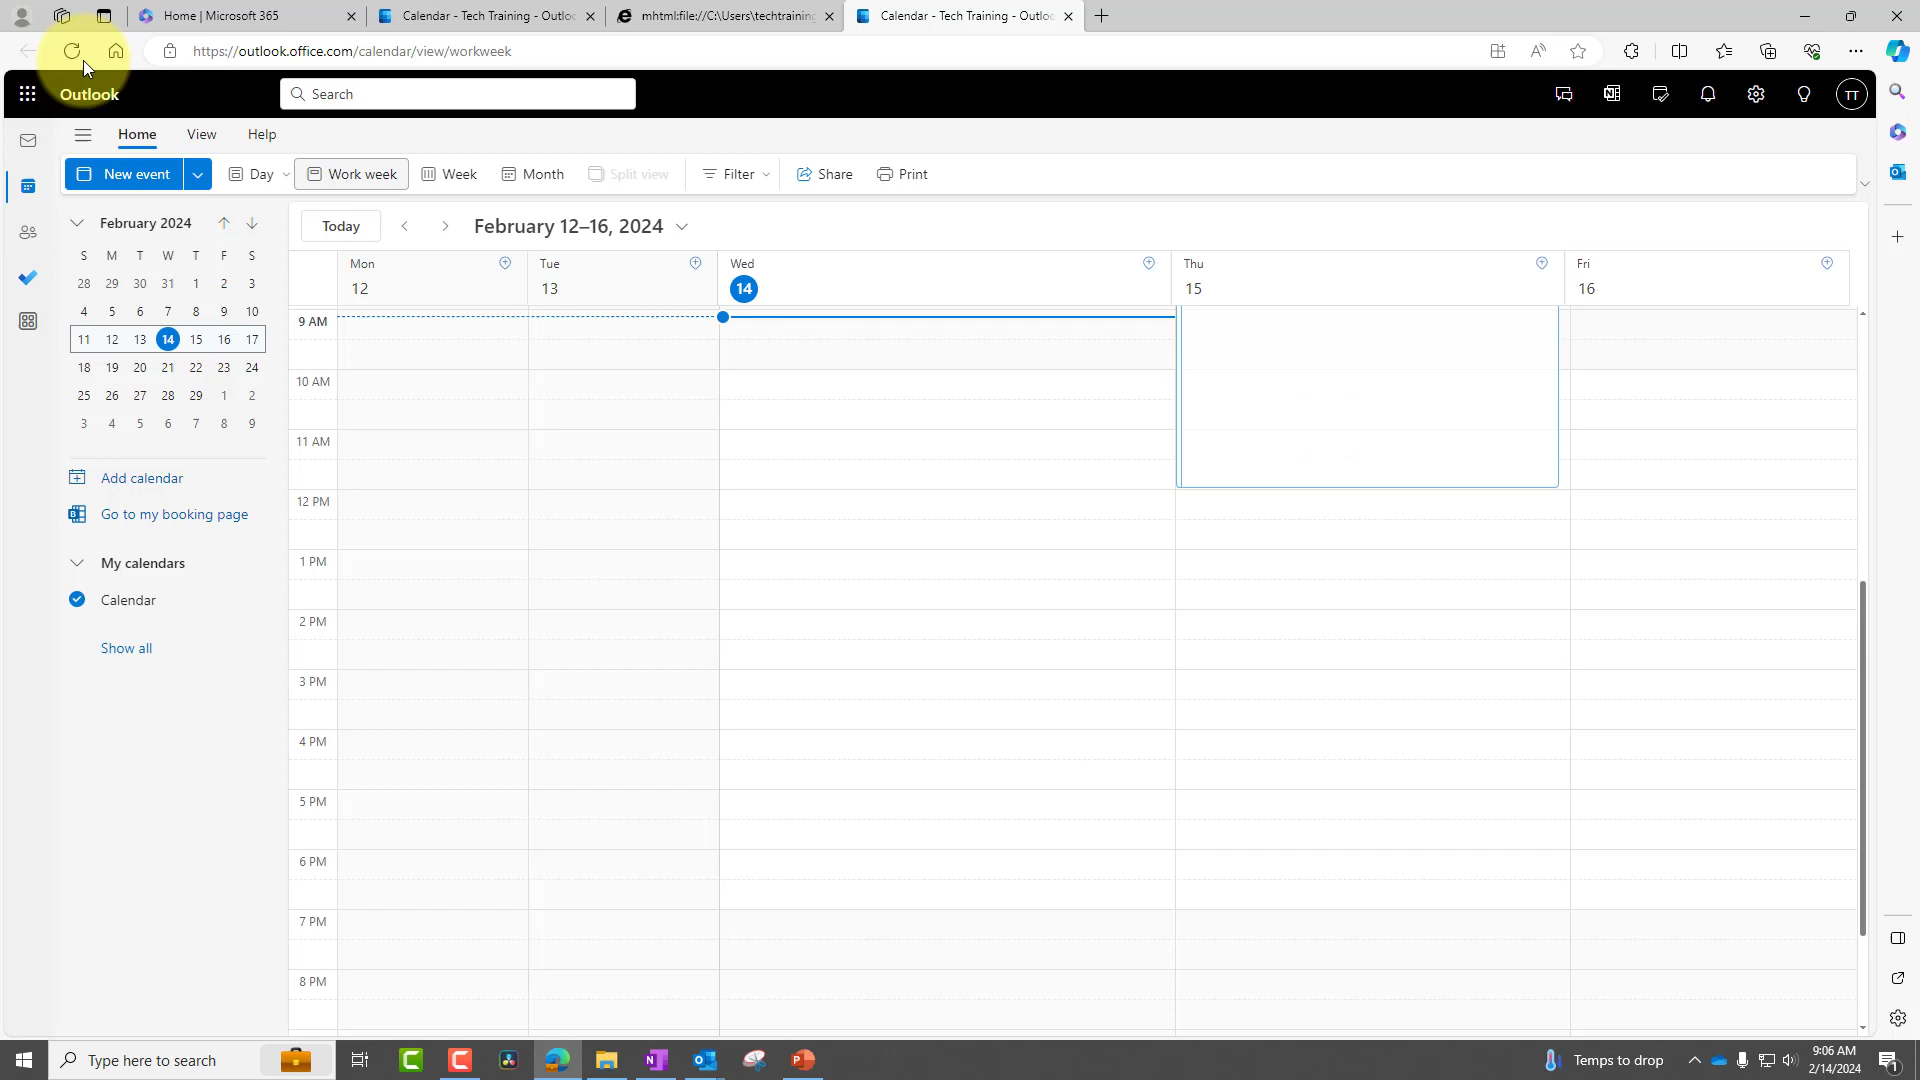 Home | Microsoft 365
Calendar - Tech Training - Outlo
mhtml:file://C:\Users\techtraining
Calendar - Tech Training - Outlo
https://outlook.office.com/calendar/view/workweek
Outlook
Search
TT
Home View Help
New event Day Work week Week Month Split view Filter Share Print
February 2024
S M T W T F S
28 29 30 31 1 2 3
4 5 6 7 8 9 10
11 12 13 14 15 16 17
18 19 20 21 22 23 24
25 26 27 28 29 1 2
3 4 5 6 7 8 9
Add calendar
Go to my booking page
My calendars
Calendar
Show all
Today February 12–16, 2024
Mon Tue Wed Thu Fri
12 13 14 15 16
9 AM
10 AM
11 AM
12 PM
1 PM
2 PM
3 PM
4 PM
5 PM
6 PM
7 PM
8 PM
Type here to search
Temps to drop
9:06 AM
2/14/2024
1